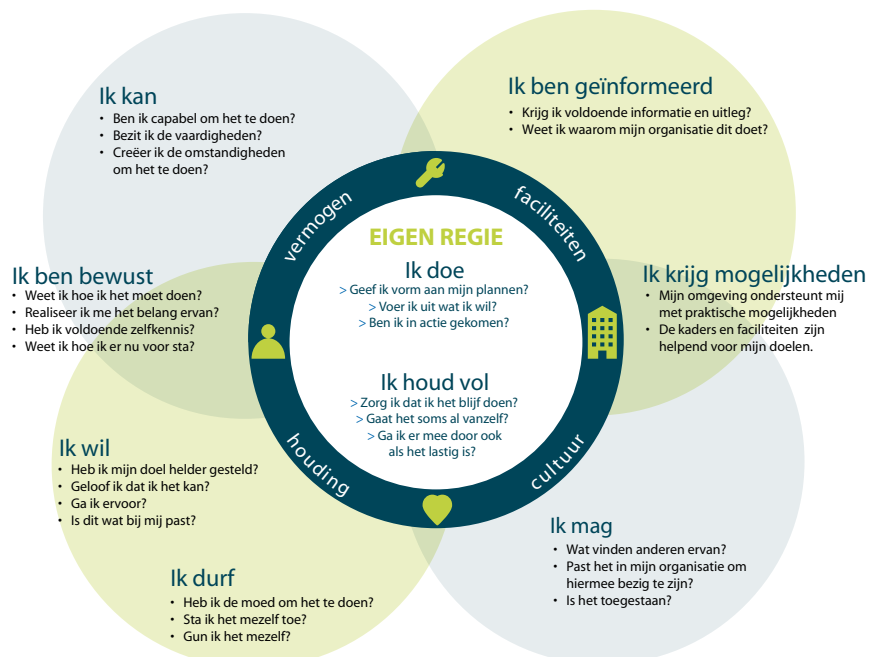 Ik kan
• Ben ik capabel om het te doen?
• Bezit ik de vaardigheden?
• Creëer ik de omstandigheden
om het te doen?
Ik ben geïnformeerd
• Krijg ik voldoende informatie en uitleg?
• Weet ik waarom mijn organisatie dit doet?
vermogen
faciliteiten
Ik ben bewust
• Weet ik hoe ik het moet doen?
• Realiseer ik me het belang ervan?
• Heb ik voldoende zelfkennis?
• Weet ik hoe ik er nu voor sta?
EIGEN REGIE
Ik doe
> Geef ik vorm aan mijn plannen?
> Voer ik uit wat ik wil?
> Ben ik in actie gekomen?
Ik houd vol
> Zorg ik dat ik het blijf doen?
> Gaat het soms al vanzelf?
> Ga ik er mee door ook
als het lastig is?
Ik krijg mogelijkheden
• Mijn omgeving ondersteunt mij
met praktische mogelijkheden
• De kaders en faciliteiten zijn
helpend voor mijn doelen.
houding
cultuur
Ik wil
• Heb ik mijn doel helder gesteld?
• Geloof ik dat ik het kan?
• Ga ik ervoor?
• Is dit wat bij mij past?
Ik durf
• Heb ik de moed om het te doen?
• Sta ik het mezelf toe?
• Gun ik het mezelf?
Ik mag
• Wat vinden anderen ervan?
• Past het in mijn organisatie om
hiermee bezig te zijn?
• Is het toegestaan?